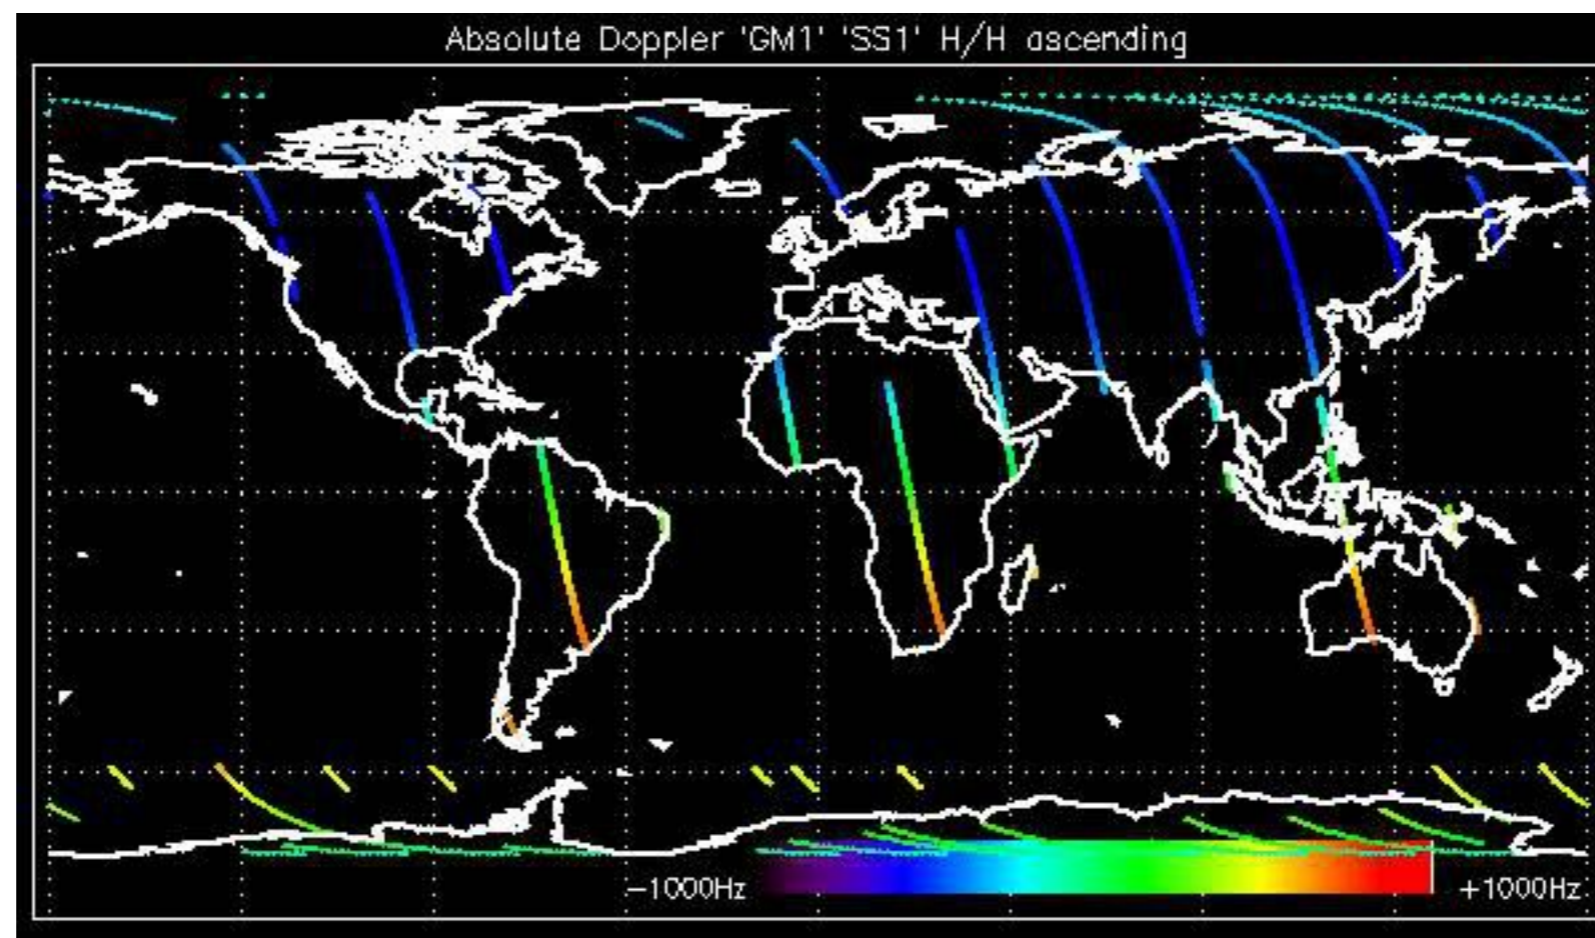 Absolute Doppler 'GM1' 'SS1' H/H ascending
-1000Hz +1000Hz